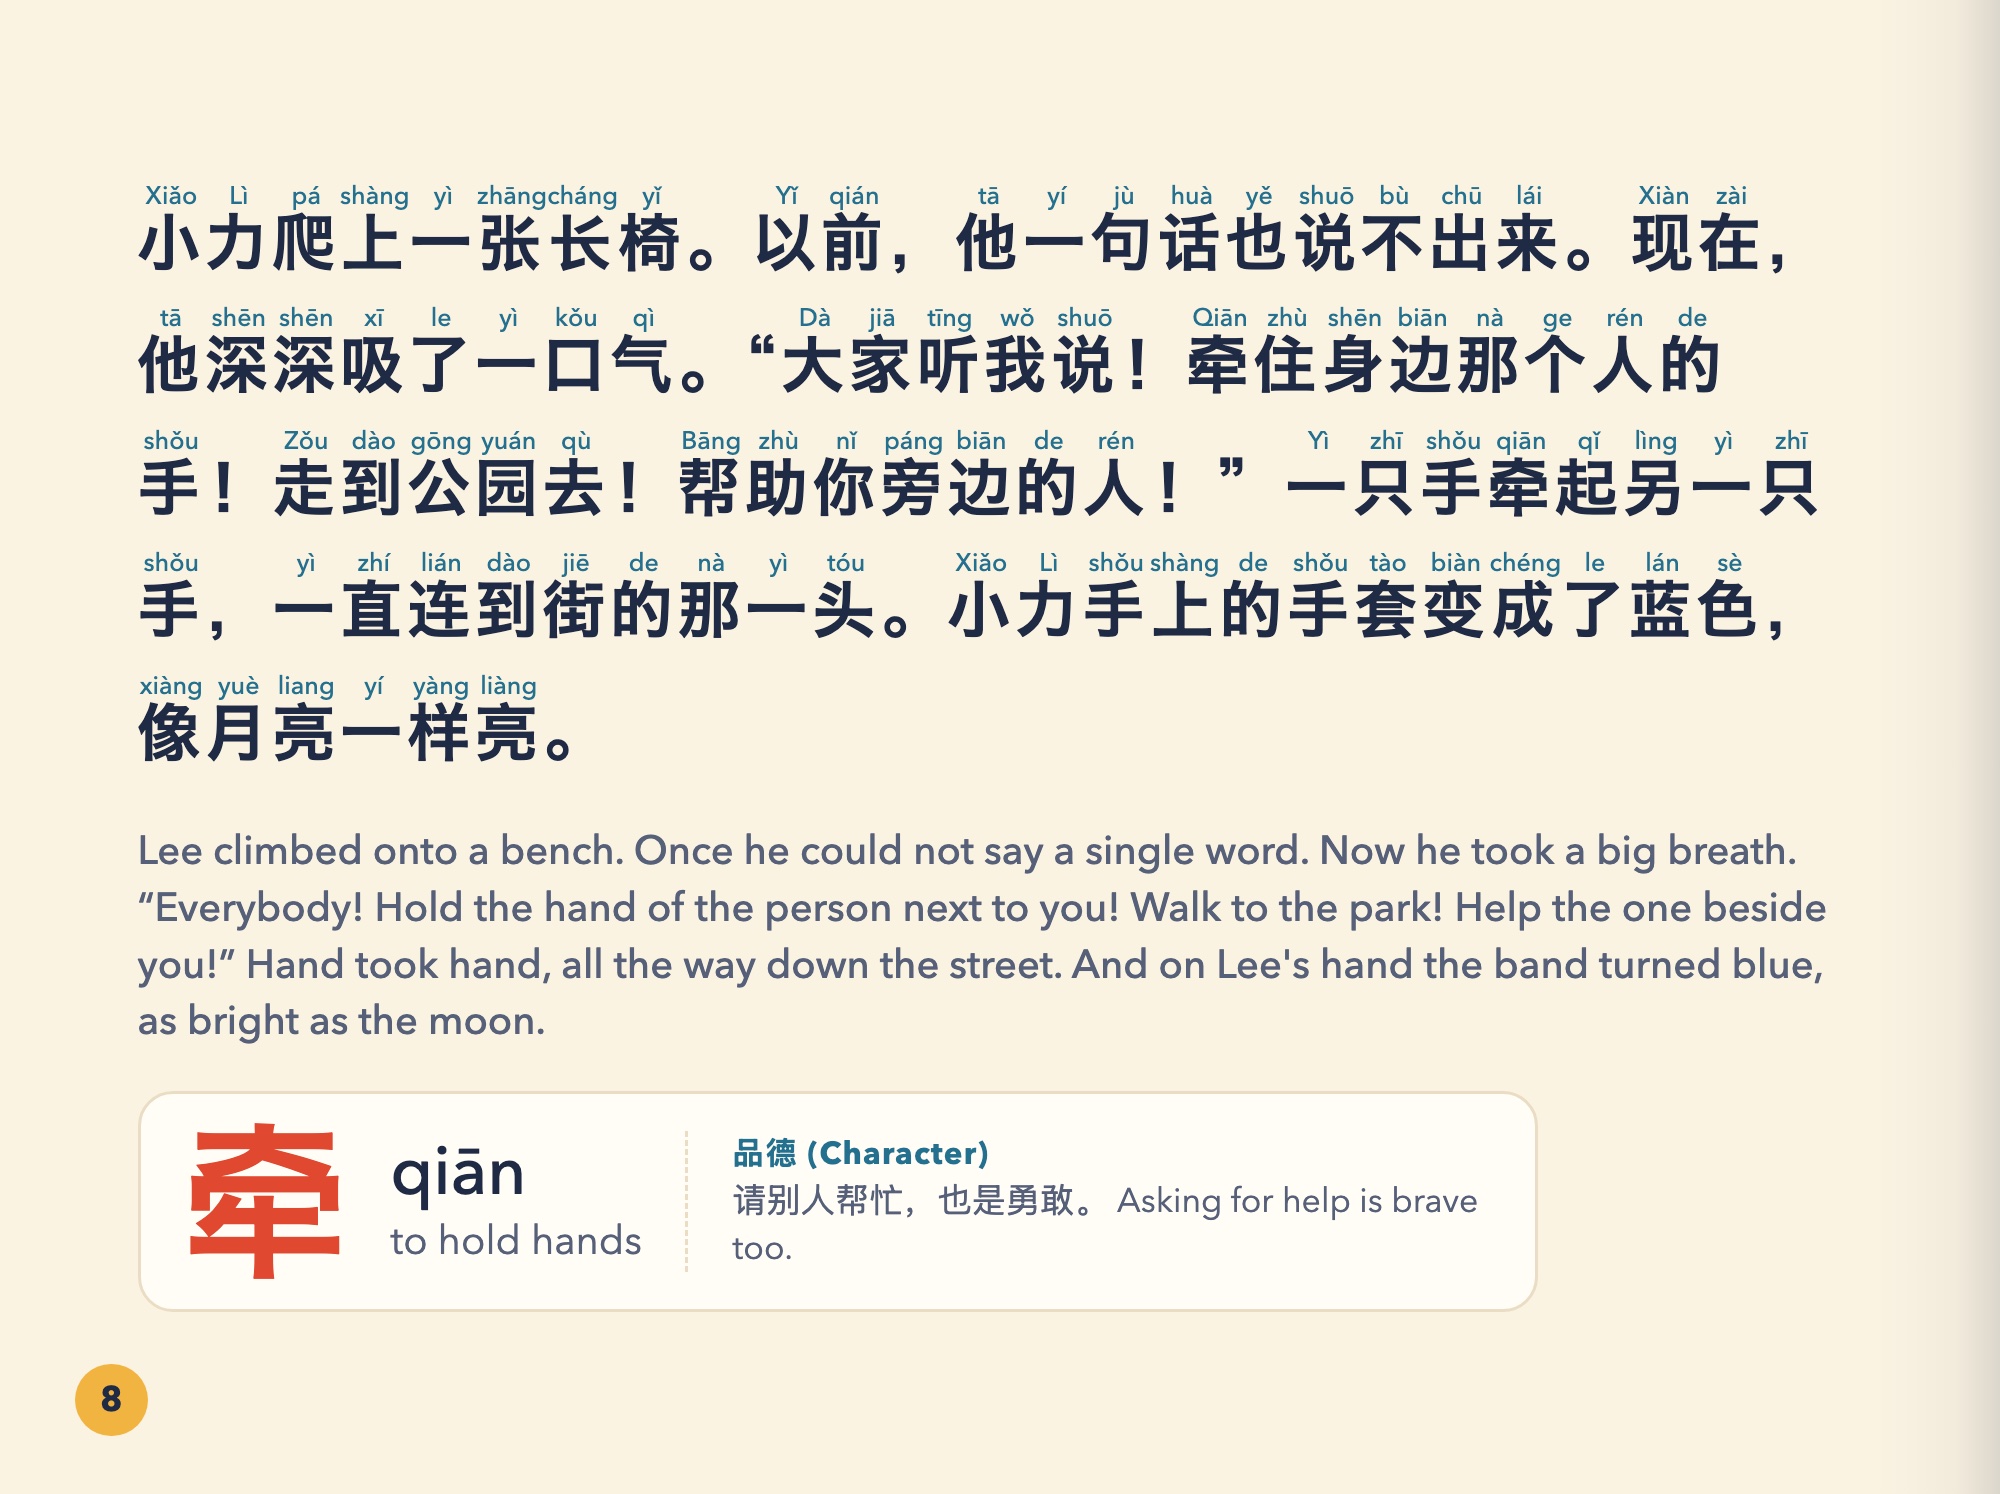 Xiǎo Lì pá shàng yì zhāng cháng yǐ Yǐ qián tā yí jù huà yě shuō bù chū lái Xiàn zài
小力爬上一张长椅。以前，他一句话也说不出来。现在，
tā shēn shēn xī le yì kǒu qì Dà jiā tīng wǒ shuō Qiān zhù shēn biān nà ge rén de
他深深吸了一口气。“大家听我说！牵住身边那个人的
shǒu Zǒu dào gōng yuán qù Bāng zhù nǐ páng biān de rén Yì zhī shǒu qiān qǐ lìng yì zhī
手！走到公园去！帮助你旁边的人！”一只手牵起另一只
shǒu yì zhí lián dào jiē de nà yì tóu Xiǎo Lì shǒu shàng de shǒu tào biàn chéng le lán sè
手，一直连到街的那一头。小力手上的手套变成了蓝色，
xiàng yuè liang yí yàng liàng
像月亮一样亮。
Lee climbed onto a bench. Once he could not say a single word. Now he took a big breath.
“Everybody! Hold the hand of the person next to you! Walk to the park! Help the one beside
you!” Hand took hand, all the way down the street. And on Lee's hand the band turned blue,
as bright as the moon.
牵
qiān
to hold hands
品德 (Character)
请别人帮忙，也是勇敢。 Asking for help is brave
too.
8